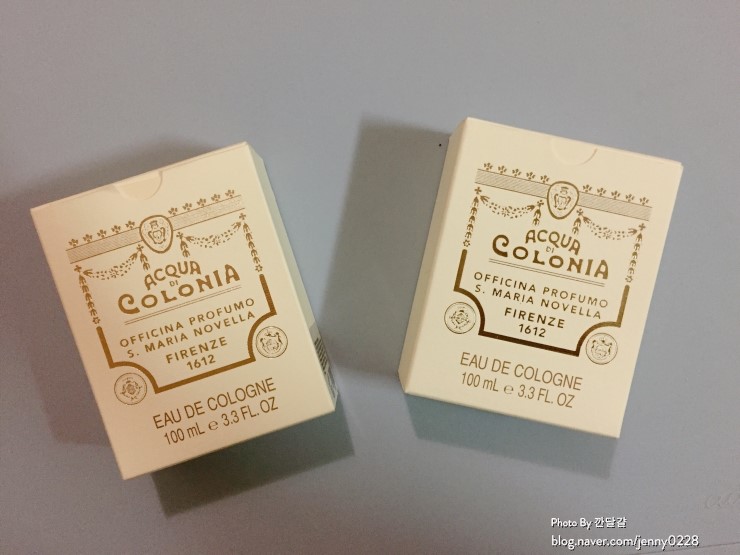 ACQUA
DI
COLONIA
OFFICINA PROFUMO
S. MARIA NOVELLA
FIRENZE
1612
EAU DE COLOGNE
100 mL ℮ 3.3 FL. OZ
ACQUA
DI
COLONIA
OFFICINA PROFUMO
S. MARIA NOVELLA
FIRENZE
1612
EAU DE COLOGNE
100 mL ℮ 3.3 FL. OZ
Photo By 깐달걀
blog.naver.com/jenny0228